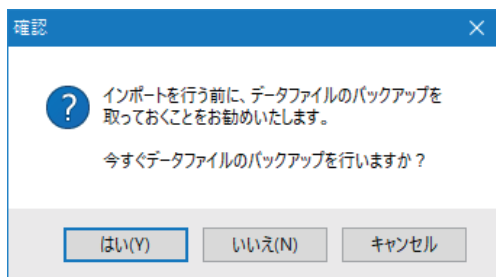 確認
インポートを行う前に、データファイルのバックアップを
取っておくことをお勧めいたします。
今すぐデータファイルのバックアップを行いますか？
はい(Y)
いいえ(N)
キャンセル